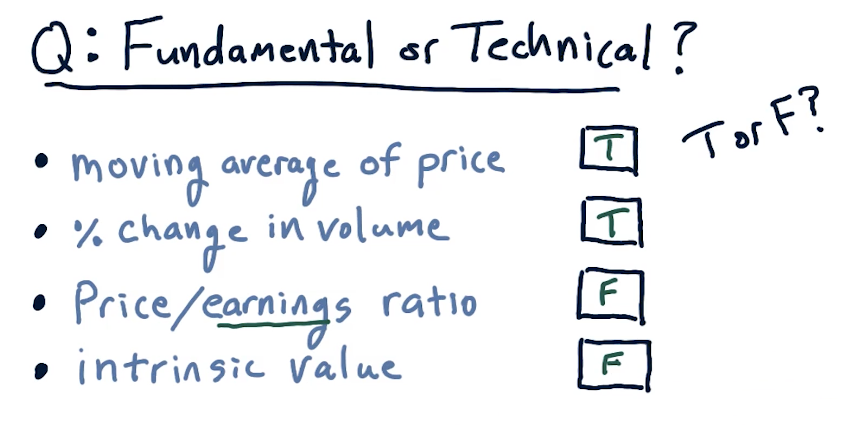 Q: Fundamental or Technical?
T or F?
• moving average of price T
• % change in volume T
• Price/earnings ratio F
• intrinsic value F